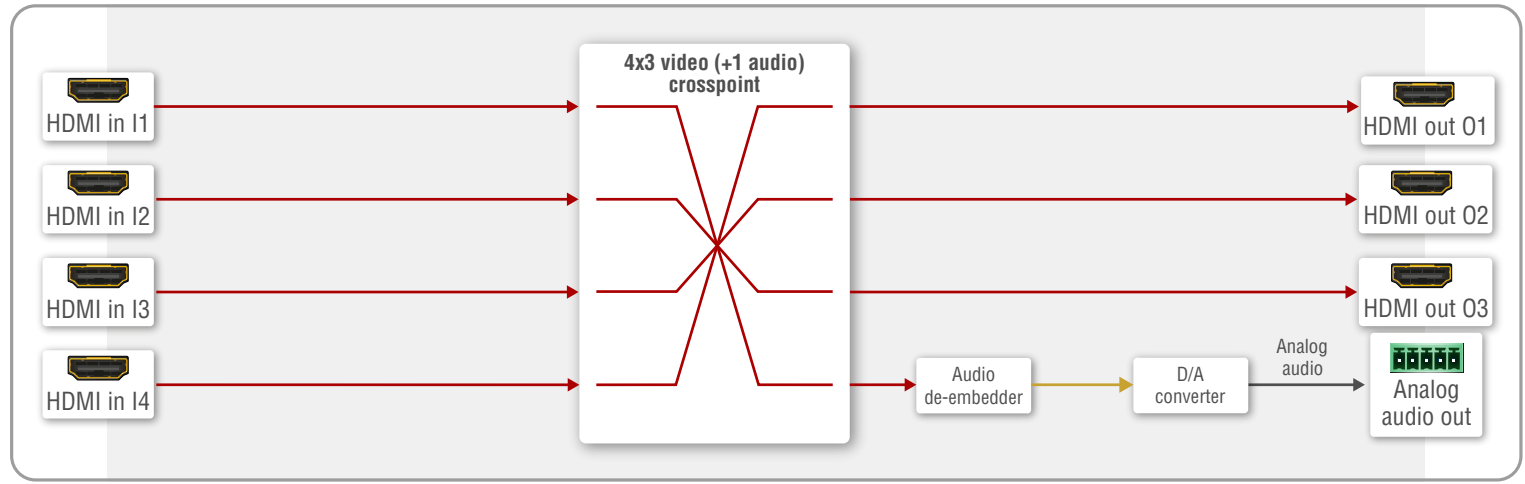 4x3 video (+1 audio)
crosspoint
HDMI in I1
HDMI in I2
HDMI in I3
HDMI in I4
HDMI out O1
HDMI out O2
HDMI out O3
Audio
de-embedder
D/A
converter
Analog
audio
Analog
audio out